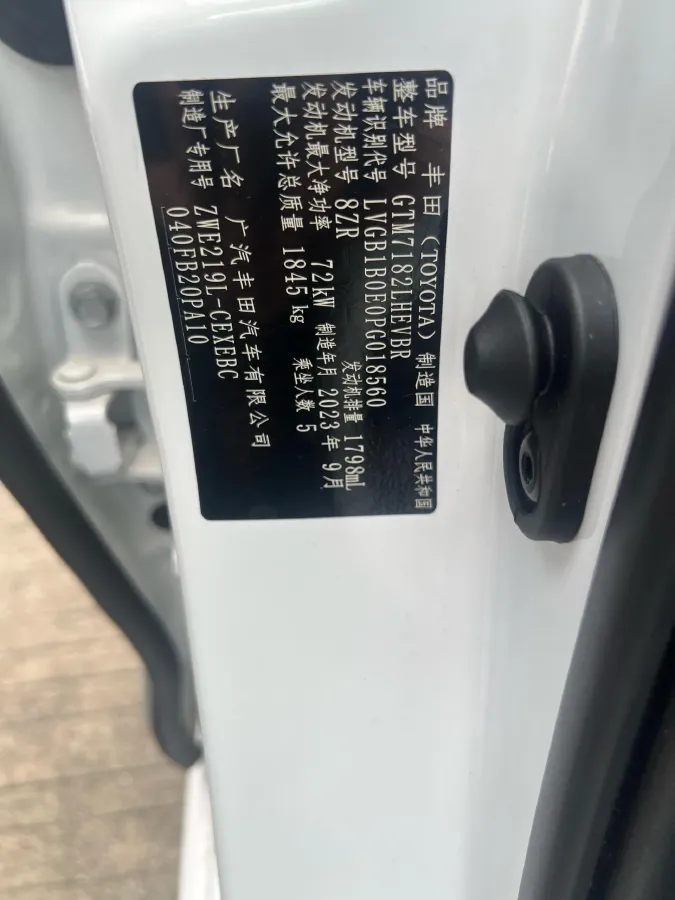 品牌 丰田（TOYOTA） 制造国 中华人民共和国
整车型号 GTM7182LHEVBR
车辆识别代号 LVGB1B0E0PG018560
发动机型号 8ZR 发动机排量 1798mL
发动机最大净功率 72kW 制造年月 2023年9月
最大允许总质量 1845kg 乘坐人数 5
生产厂名 广汽丰田汽车有限公司
制造厂专用号 ZWE219L-CEXEBC
040FB20PA10